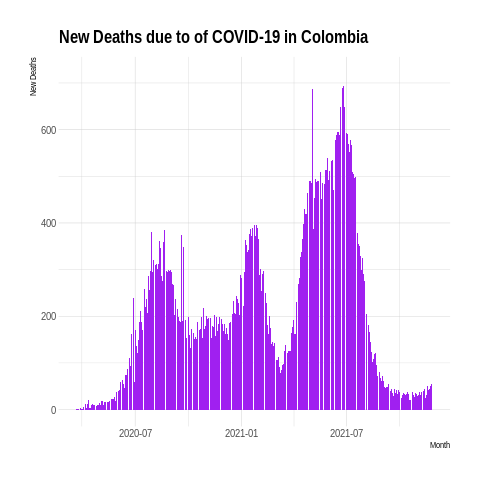 New Deaths due to of COVID-19 in Colombia
New Deaths
600
400
200
0
2020-07
2021-01
2021-07
Month